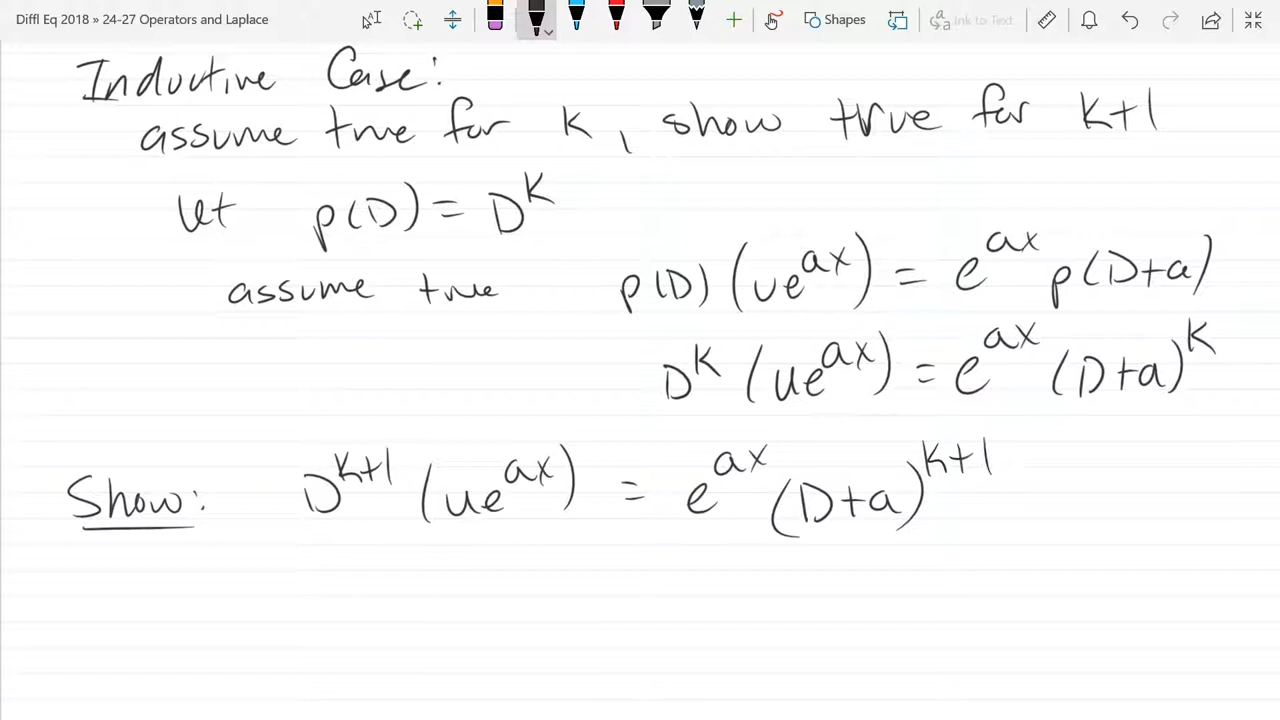 Diffl Eq 2018 » 24-27 Operators and Laplace
Shapes
Ink to Text
Inductive Case:
assume true for k, show true for k+1
let p(D) = D^k
assume true p(D)(ue^{ax}) = e^{ax} p(D+a)
D^k (ue^{ax}) = e^{ax} (D+a)^k
Show: D^{k+1} (ue^{ax}) = e^{ax} (D+a)^{k+1}